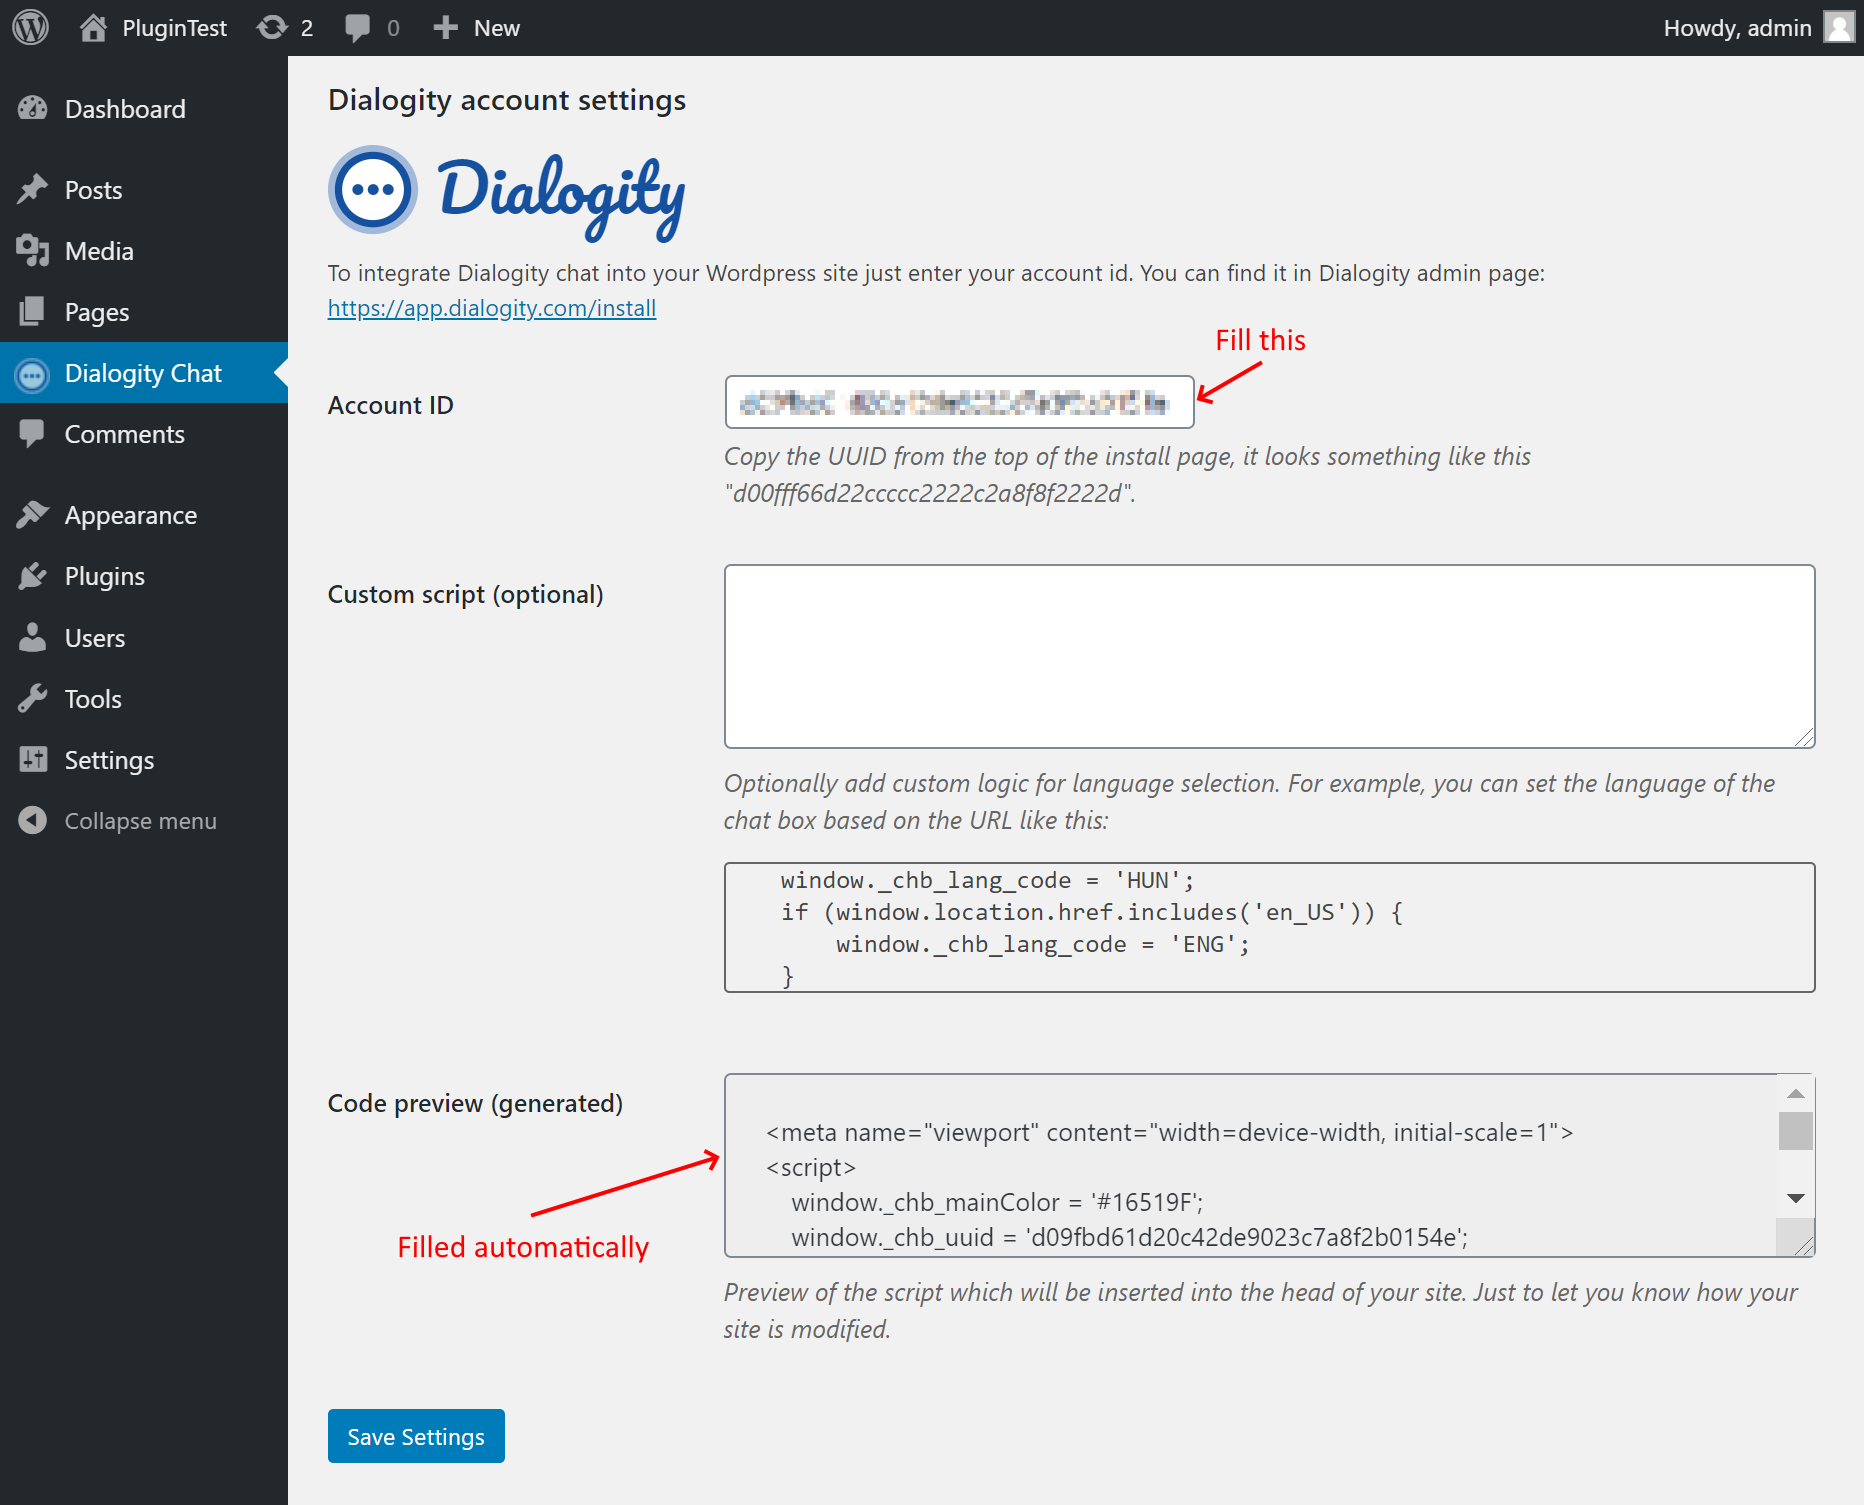 PluginTest 2 0 New Howdy, admin
Dashboard
Posts
Media
Pages
Dialogity Chat
Comments
Appearance
Plugins
Users
Tools
Settings
Collapse menu
Dialogity account settings
Dialogity
To integrate Dialogity chat into your Wordpress site just enter your account id. You can find it in Dialogity admin page:
https://app.dialogity.com/install
Fill this
Account ID
Copy the UUID from the top of the install page, it looks something like this
"d00fff66d22ccccc2222c2a8f8f2222d".
Custom script (optional)
Optionally add custom logic for language selection. For example, you can set the language of the
chat box based on the URL like this:
window._chb_lang_code = 'HUN';
if (window.location.href.includes('en_US')) {
window._chb_lang_code = 'ENG';
}
Code preview (generated)
<meta name="viewport" content="width=device-width, initial-scale=1">
<script>
window._chb_mainColor = '#16519F';
window._chb_uuid = 'd09fbd61d20c42de9023c7a8f2b0154e';
Filled automatically
Preview of the script which will be inserted into the head of your site. Just to let you know how your
site is modified.
Save Settings